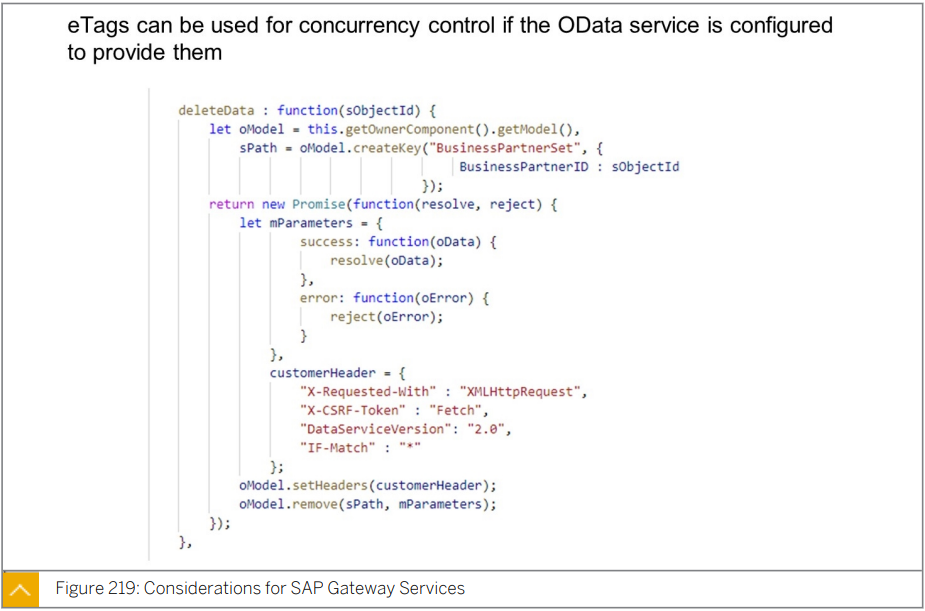 eTags can be used for concurrency control if the OData service is configured
to provide them
deleteData : function(sObjectId) {
let oModel = this.getOwnerComponent().getModel(),
sPath = oModel.createKey("BusinessPartnerSet", {
BusinessPartnerID : sObjectId
});
return new Promise(function(resolve, reject) {
let mParameters = {
success: function(oData) {
resolve(oData);
},
error: function(oError) {
reject(oError);
}
},
customerHeader = {
"X-Requested-With" : "XMLHttpRequest",
"X-CSRF-Token" : "Fetch",
"DataServiceVersion": "2.0",
"IF-Match" : "*"
};
oModel.setHeaders(customerHeader);
oModel.remove(sPath, mParameters);
});
},
Figure 219: Considerations for SAP Gateway Services